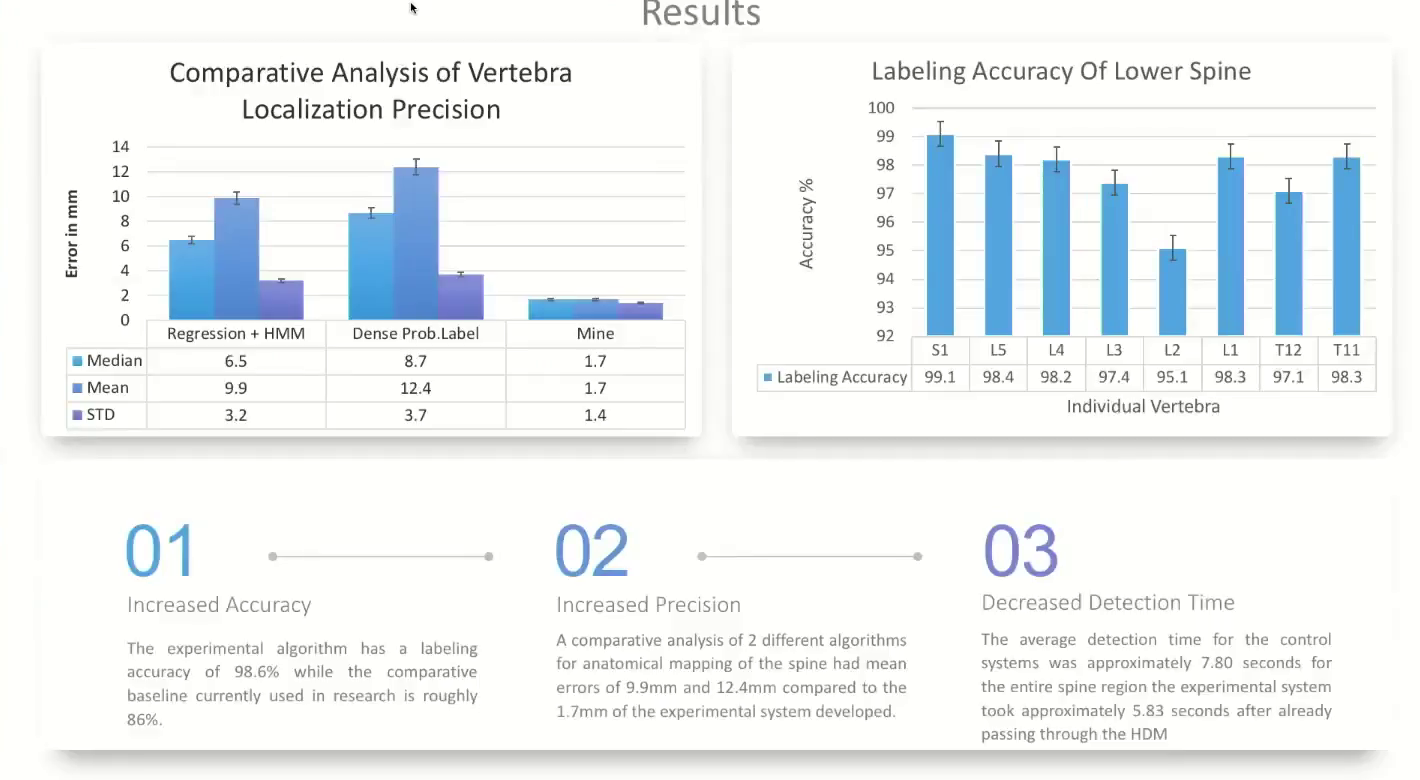 Results
Comparative Analysis of Vertebra
Localization Precision
Error in mm
14
12
10
8
6
4
2
0
Regression + HMM Dense Prob.Label Mine
Median 6.5 8.7 1.7
Mean 9.9 12.4 1.7
STD 3.2 3.7 1.4
Labeling Accuracy Of Lower Spine
Accuracy %
100
99
98
97
96
95
94
93
92
S1 L5 L4 L3 L2 L1 T12 T11
Labeling Accuracy 99.1 98.4 98.2 97.4 95.1 98.3 97.1 98.3
Individual Vertebra
01
Increased Accuracy
The experimental algorithm has a labeling
accuracy of 98.6% while the comparative
baseline currently used in research is roughly
86%.
02
Increased Precision
A comparative analysis of 2 different algorithms
for anatomical mapping of the spine had mean
errors of 9.9mm and 12.4mm compared to the
1.7mm of the experimental system developed.
03
Decreased Detection Time
The average detection time for the control
systems was approximately 7.80 seconds for
the entire spine region the experimental system
took approximately 5.83 seconds after already
passing through the HDM